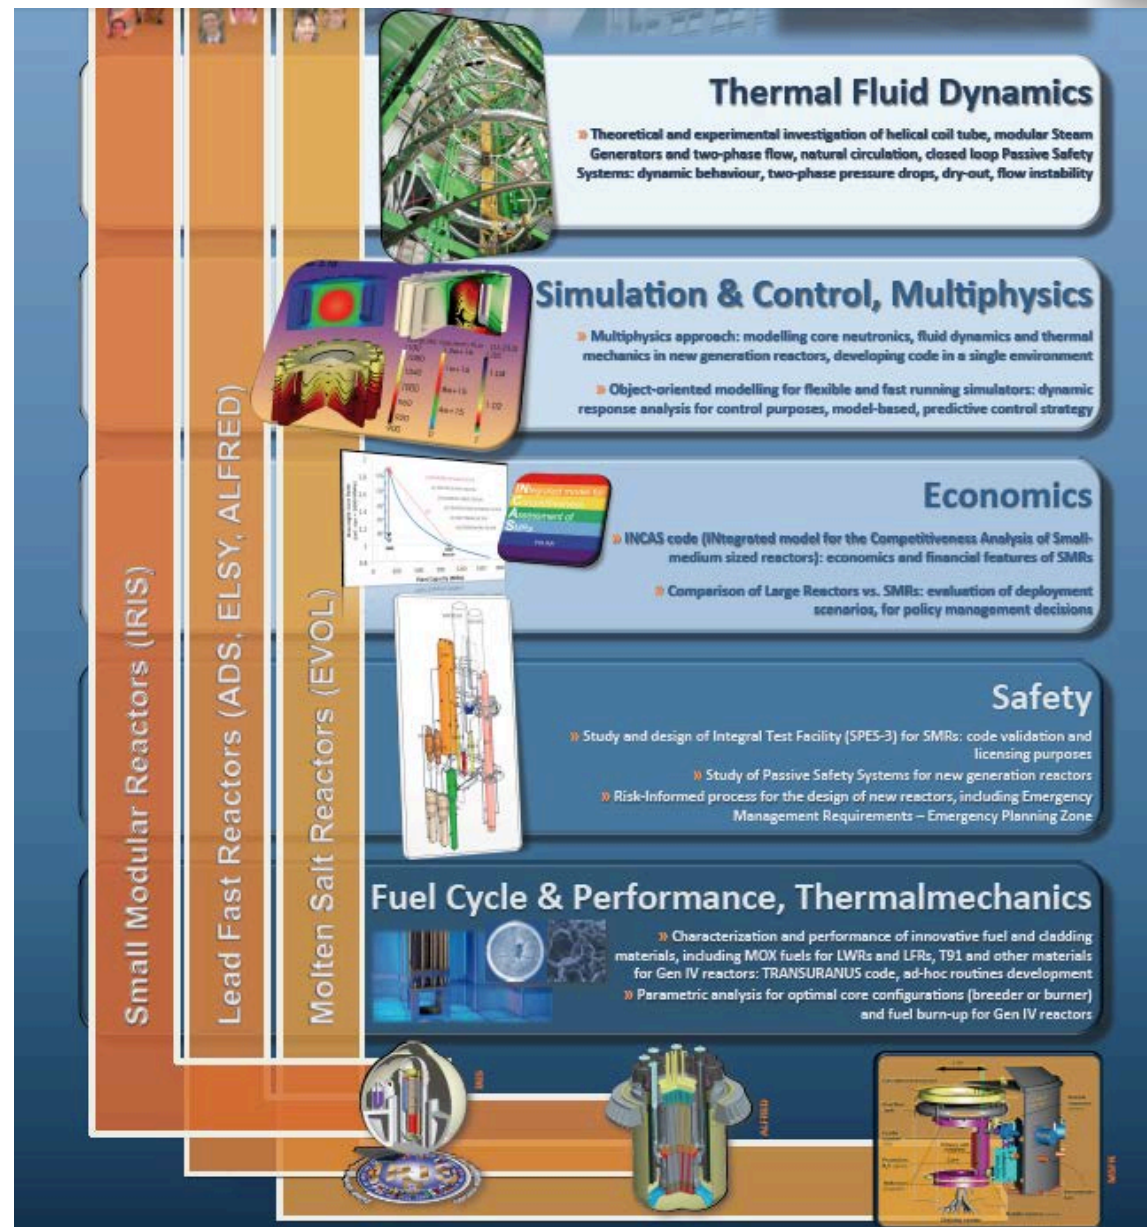 Thermal Fluid Dynamics
» Theoretical and experimental investigation of helical coil tube, modular Steam
Generators and two-phase flow, natural circulation, closed loop Passive Safety
Systems: dynamic behaviour, two-phase pressure drops, dry-out, flow instability
Simulation & Control, Multiphysics
» Multiphysics approach: modelling core neutronics, fluid dynamics and thermal
mechanics in new generation reactors, developing code in a single environment
» Object-oriented modelling for flexible and fast running simulators: dynamic
response analysis for control purposes, model-based, predictive control strategy
Economics
» INCAS code (INtegrated model for the Competitiveness Analysis of Small-
medium sized reactors): economics and financial features of SMRs
» Comparison of Large Reactors vs. SMRs: evaluation of deployment
scenarios, for policy management decisions
INtegrated model for
Competitiveness
Assessment of
SMRs
Safety
» Study and design of Integral Test Facility (SPES-3) for SMRs: code validation and
licensing purposes
» Study of Passive Safety Systems for new generation reactors
» Risk-Informed process for the design of new reactors, including Emergency
Management Requirements – Emergency Planning Zone
Fuel Cycle & Performance, Thermalmechanics
» Characterization and performance of innovative fuel and cladding
materials, including MOX fuels for LWRs and LFRs, T91 and other materials
for Gen IV reactors: TRANSURANUS code, ad-hoc routines development
» Parametric analysis for optimal core configurations (breeder or burner)
and fuel burn-up for Gen IV reactors
Small Modular Reactors (IRIS)
Lead Fast Reactors (ADS, ELSY, ALFRED)
Molten Salt Reactors (EVOL)
IRIS
ALFRED
MSFR